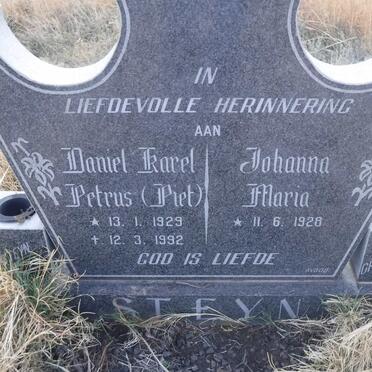 IN
LIEFDEVOLLE HERINNERING
AAN
Daniel Karel
Petrus (Piet)
* 13. 1. 1929
† 12. 3. 1992
Johanna
Maria
* 11. 6. 1928
GOD IS LIEFDE
STEYN